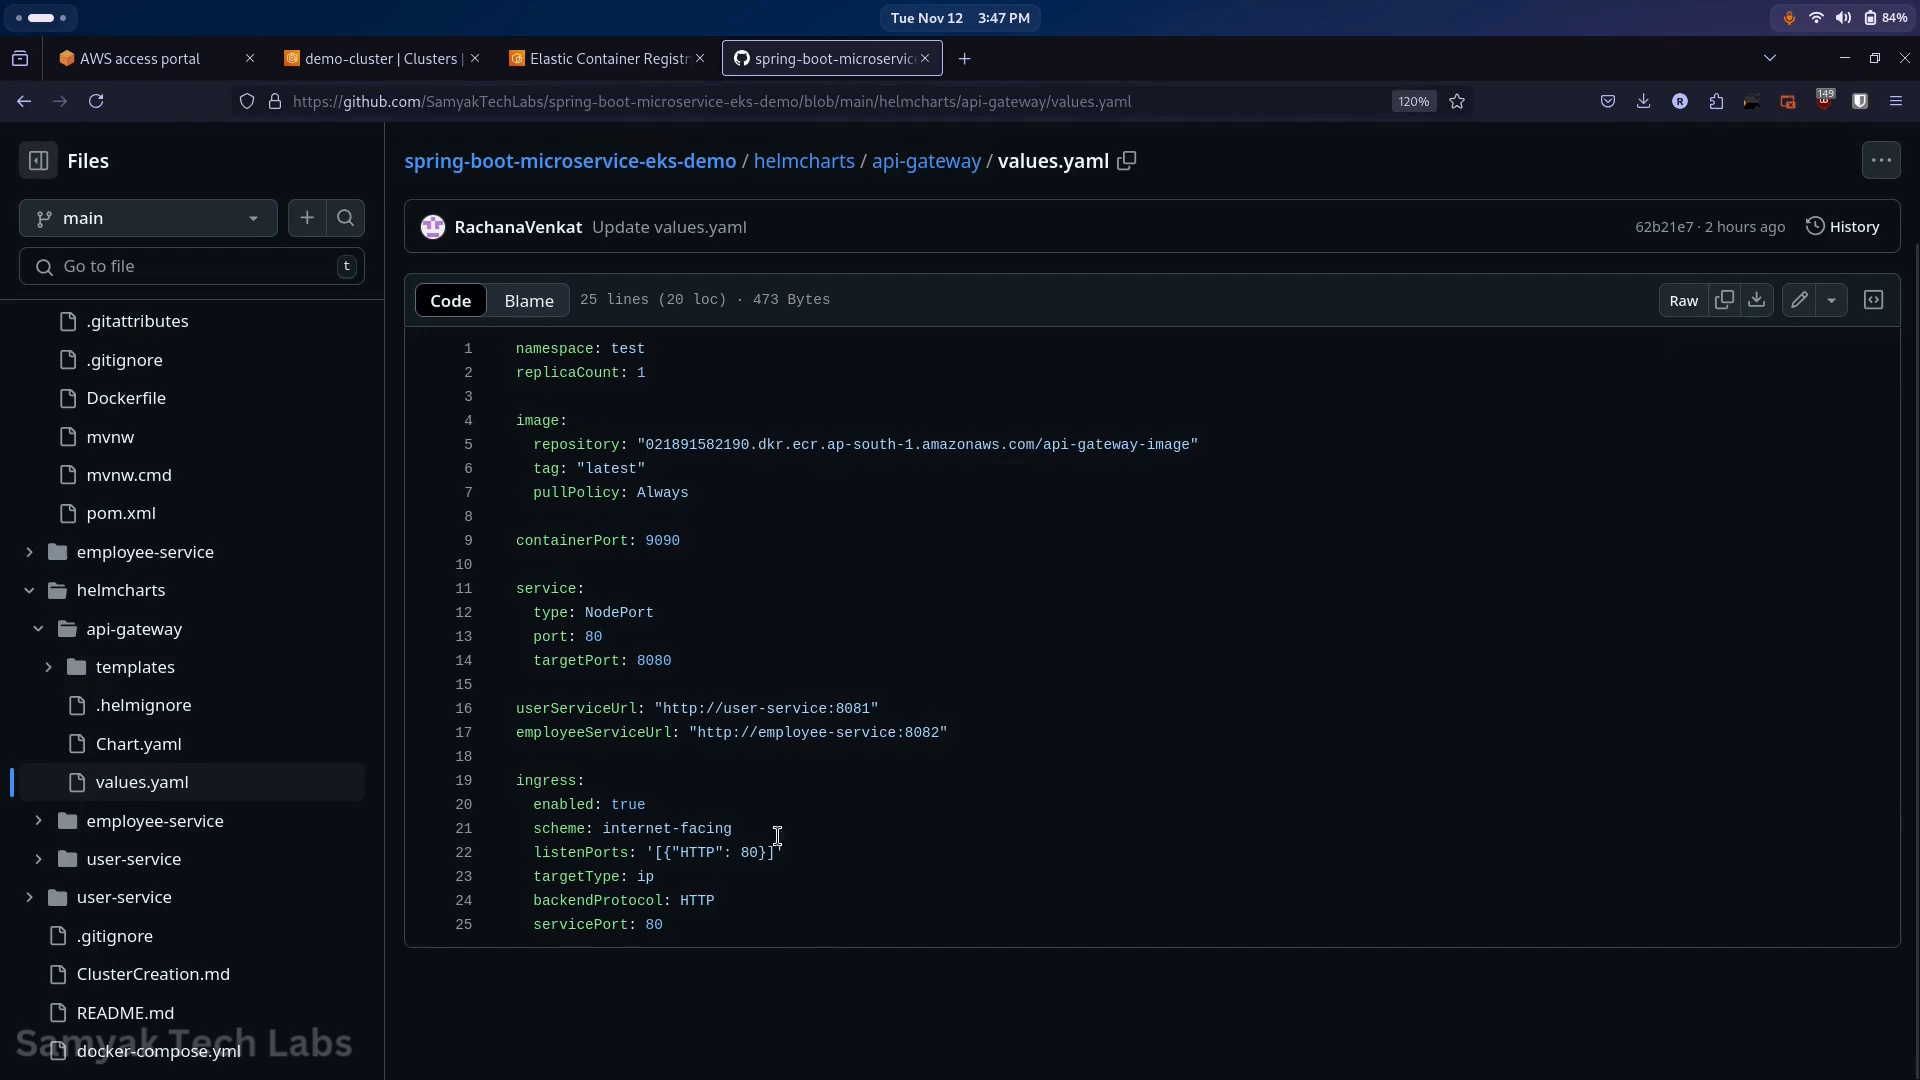 Tue Nov 12 3:47 PM
84%
AWS access portal
demo-cluster | Clusters |
Elastic Container Registr
spring-boot-microservic
https://github.com/SamyakTechLabs/spring-boot-microservice-eks-demo/blob/main/helmcharts/api-gateway/values.yaml
120%
149
R
Files
spring-boot-microservice-eks-demo / helmcharts / api-gateway / values.yaml
main
RachanaVenkat Update values.yaml
62b21e7 · 2 hours ago
History
Go to file
t
Code
Blame
25 lines (20 loc) · 473 Bytes
Raw
.gitattributes
.gitignore
Dockerfile
mvnw
mvnw.cmd
pom.xml
employee-service
helmcharts
api-gateway
templates
.helmignore
Chart.yaml
values.yaml
employee-service
user-service
user-service
.gitignore
ClusterCreation.md
README.md
docker-compose.yml
Samyak Tech Labs
1 namespace: test
2 replicaCount: 1
3
4 image:
5 repository: "021891582190.dkr.ecr.ap-south-1.amazonaws.com/api-gateway-image"
6 tag: "latest"
7 pullPolicy: Always
8
9 containerPort: 9090
10
11 service:
12 type: NodePort
13 port: 80
14 targetPort: 8080
15
16 userServiceUrl: "http://user-service:8081"
17 employeeServiceUrl: "http://employee-service:8082"
18
19 ingress:
20 enabled: true
21 scheme: internet-facing
22 listenPorts: '[{"HTTP": 80}]'
23 targetType: ip
24 backendProtocol: HTTP
25 servicePort: 80